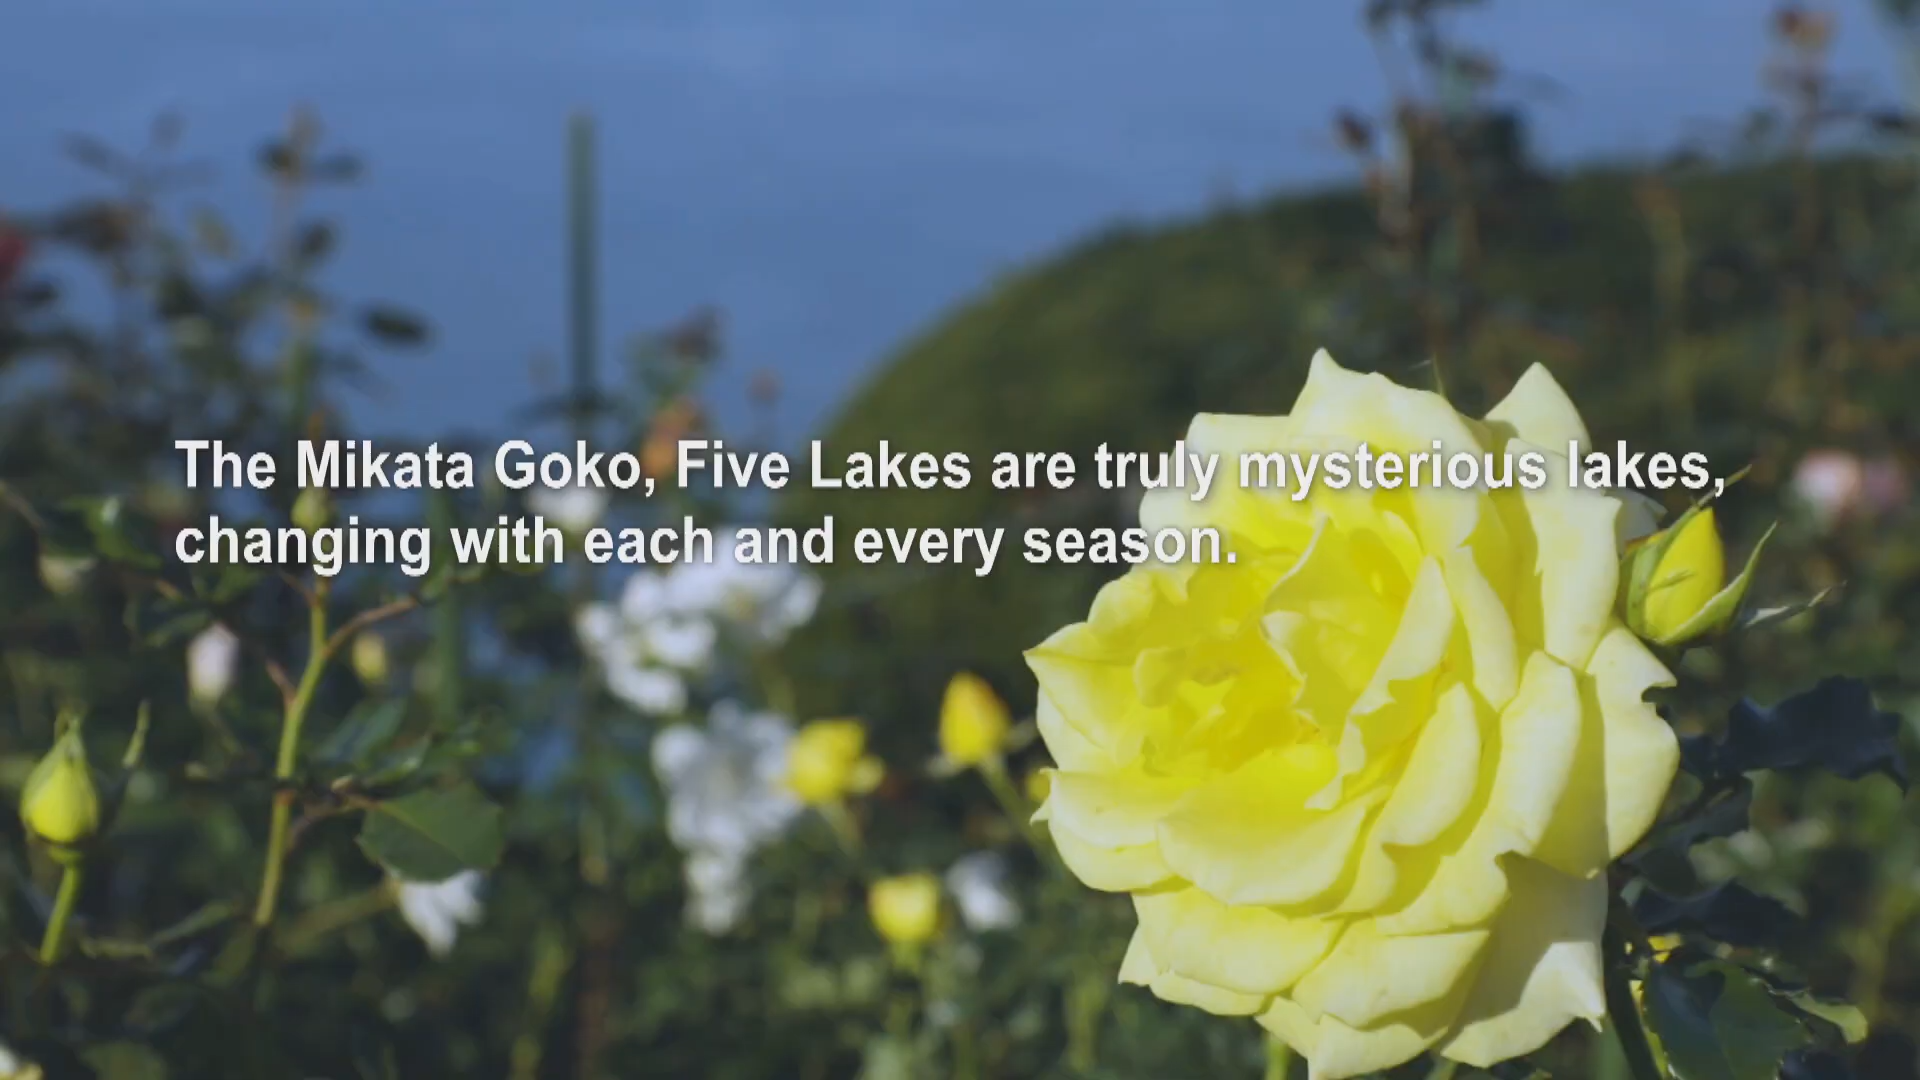 The Mikata Goko, Five Lakes are truly mysterious lakes,
changing with each and every season.